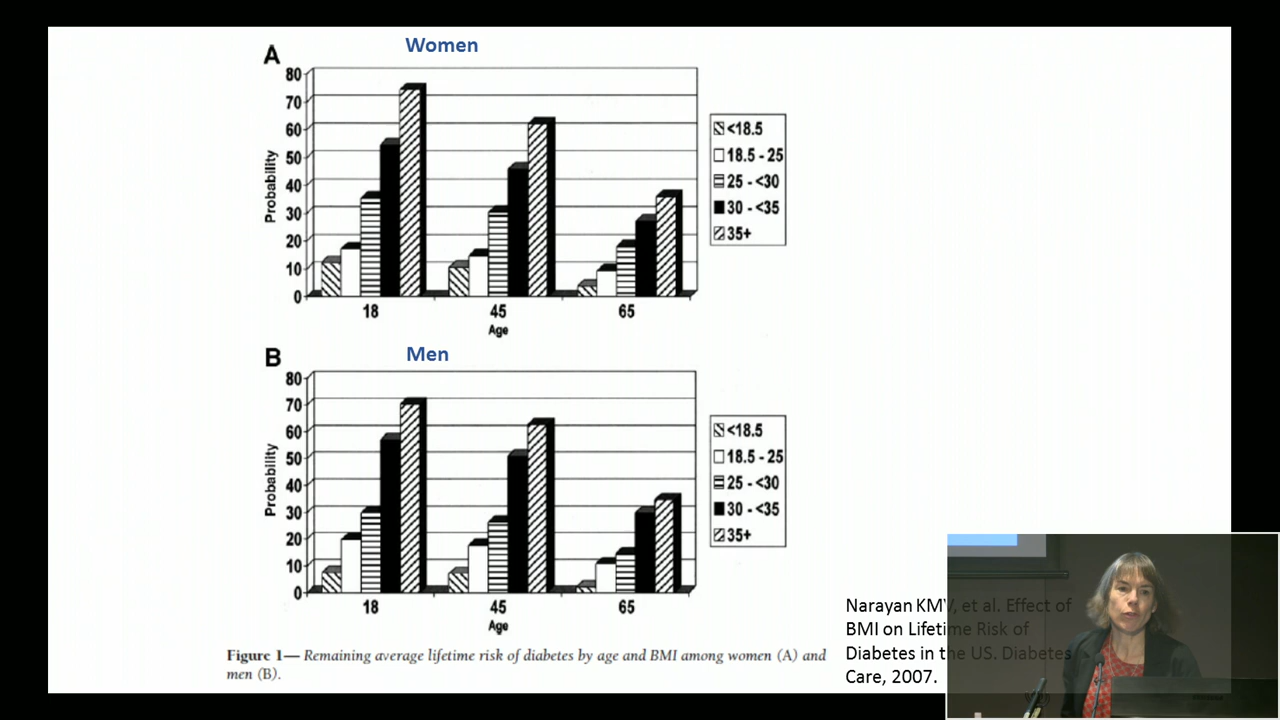 A
Women
80
70
60
50
40
30
20
10
0
Probability
18
45
65
Age
<18.5
18.5 - 25
25 - <30
30 - <35
35+
B
Men
80
70
60
50
40
30
20
10
0
Probability
18
45
65
Age
<18.5
18.5 - 25
25 - <30
30 - <35
35+
Figure 1— Remaining average lifetime risk of diabetes by age and BMI among women (A) and
men (B).
Narayan KMV, et al. Effect of
BMI on Lifetime Risk of
Diabetes in the US. Diabetes
Care, 2007.